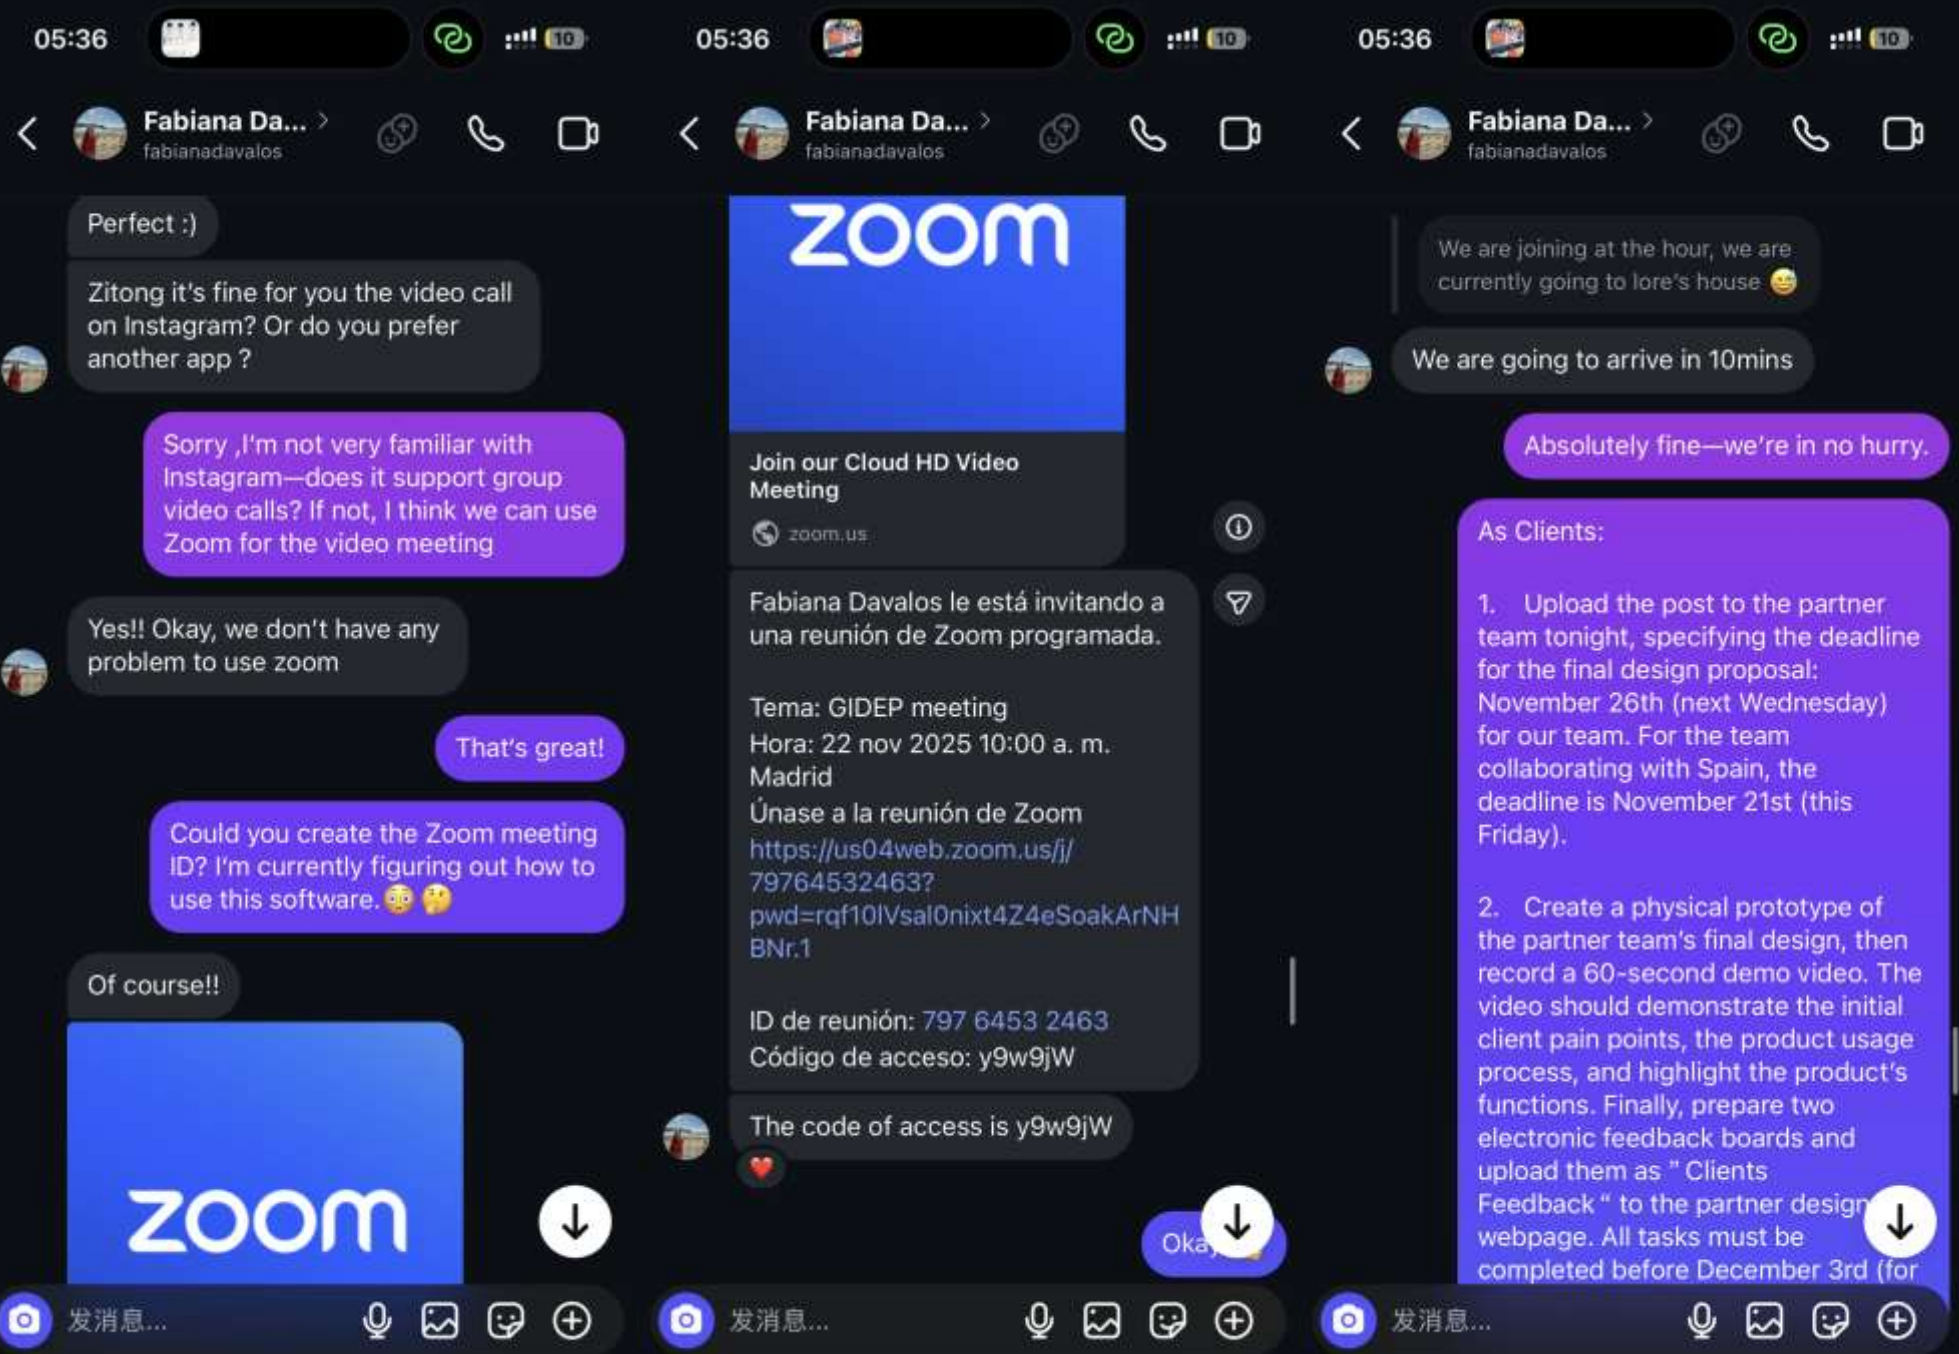 05:36
10
Fabiana Da...
fabianadavalos
Perfect :)
Zitong it's fine for you the video call
on Instagram? Or do you prefer
another app ?
Sorry ,I'm not very familiar with
Instagram—does it support group
video calls? If not, I think we can use
Zoom for the video meeting
Yes!! Okay, we don't have any
problem to use zoom
That's great!
Could you create the Zoom meeting
ID? I'm currently figuring out how to
use this software.😳🤔
Of course!!
zoom
发消息...
05:36
10
Fabiana Da...
fabianadavalos
zoom
Join our Cloud HD Video
Meeting
zoom.us
Fabiana Davalos le está invitando a
una reunión de Zoom programada.
Tema: GIDEP meeting
Hora: 22 nov 2025 10:00 a. m.
Madrid
Únase a la reunión de Zoom
https://us04web.zoom.us/j/
79764532463?
pwd=rqf10lVsal0nixt4Z4eSoakArNH
BNr.1
ID de reunión: 797 6453 2463
Código de acceso: y9w9jW
The code of access is y9w9jW
发消息...
05:36
10
Fabiana Da...
fabianadavalos
We are joining at the hour, we are
currently going to lore's house 😅
We are going to arrive in 10mins
Absolutely fine—we're in no hurry.
As Clients:
1. Upload the post to the partner
team tonight, specifying the deadline
for the final design proposal:
November 26th (next Wednesday)
for our team. For the team
collaborating with Spain, the
deadline is November 21st (this
Friday).
2. Create a physical prototype of
the partner team's final design, then
record a 60-second demo video. The
video should demonstrate the initial
client pain points, the product usage
process, and highlight the product's
functions. Finally, prepare two
electronic feedback boards and
upload them as " Clients
Feedback " to the partner design
webpage. All tasks must be
completed before December 3rd (for
发消息...